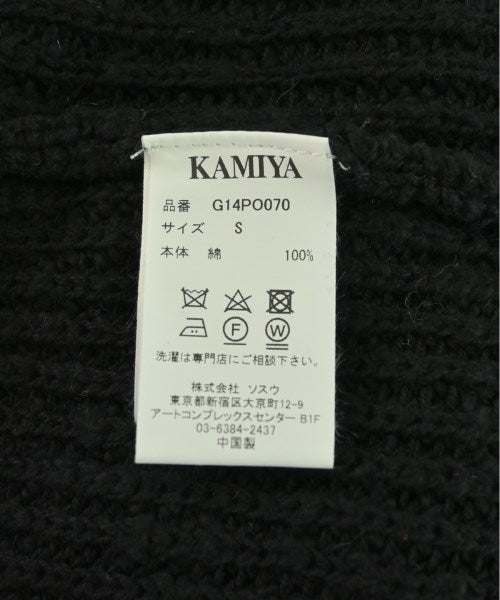 KAMIYA
品番 G14PO070
サイズ S
本体 綿 100%
F W
洗濯は専門店にご相談下さい。
株式会社 ソスウ
東京都新宿区大京町12-9
アートコンプレックスセンター B1F
03-6384-2437
中国製